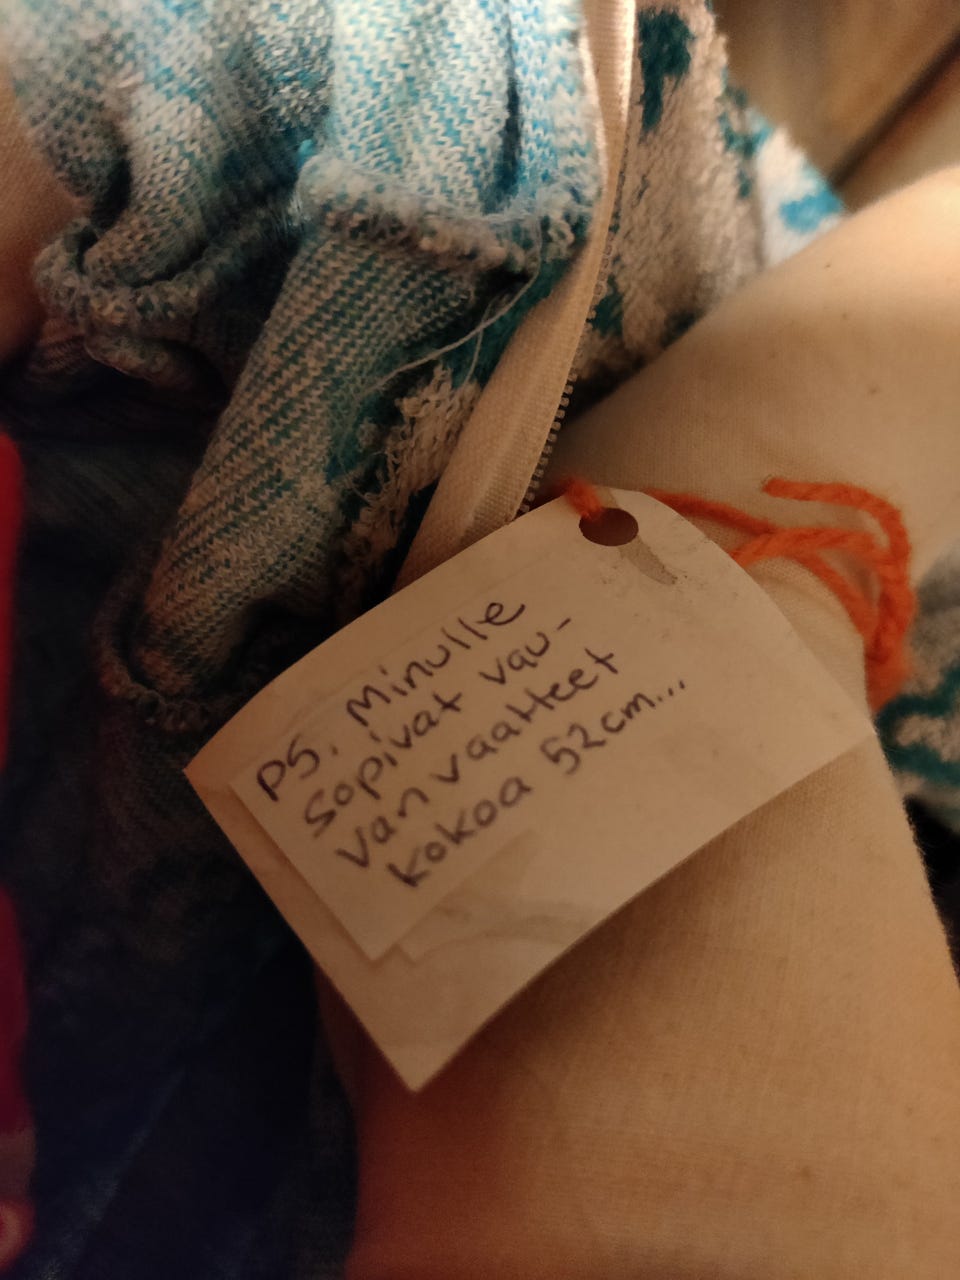 PS. Minulle
sopivat vau-
van vaatteet
kokoa 52cm...